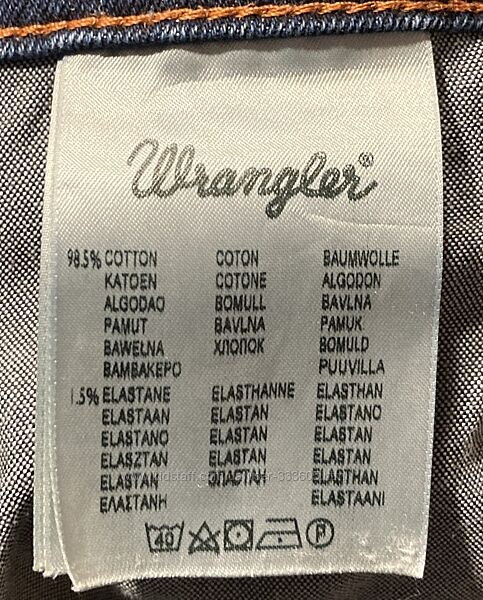 Wrangler®
98.5% COTTON COTON BAUMWOLLE
KATOEN COTONE ALGODON
ALGODAO BOMULL BAVLNA
PAMUT BAVLNA PAMUK
BAWEŁNA ХЛОПОК BOMULD
BAMBAKEPO PUUVILLA
1.5% ELASTANE ELASTHANNE ELASTHAN
ELASTAAN ELASTAN ELASTANO
ELASTANO ELASTAN ELASTAN
ELASZTAN ELASTAN ELASTAN
ELASTAN ЭЛАСТАН ELASTHAN
ΕΛΑΣΤΑΝΗ ELASTAANI
40 P